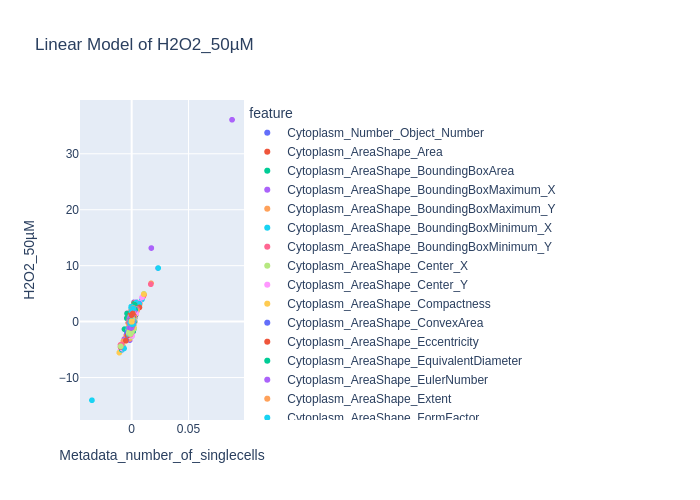 Linear Model of H2O2_50µM
feature
Cytoplasm_Number_Object_Number
Cytoplasm_AreaShape_Area
Cytoplasm_AreaShape_BoundingBoxArea
Cytoplasm_AreaShape_BoundingBoxMaximum_X
Cytoplasm_AreaShape_BoundingBoxMaximum_Y
Cytoplasm_AreaShape_BoundingBoxMinimum_X
Cytoplasm_AreaShape_BoundingBoxMinimum_Y
Cytoplasm_AreaShape_Center_X
Cytoplasm_AreaShape_Center_Y
Cytoplasm_AreaShape_Compactness
Cytoplasm_AreaShape_ConvexArea
Cytoplasm_AreaShape_Eccentricity
Cytoplasm_AreaShape_EquivalentDiameter
Cytoplasm_AreaShape_EulerNumber
Cytoplasm_AreaShape_Extent
Cytoplasm_AreaShape_FormFactor
30
20
10
0
−10
H2O2_50µM
0 0.05
Metadata_number_of_singlecells